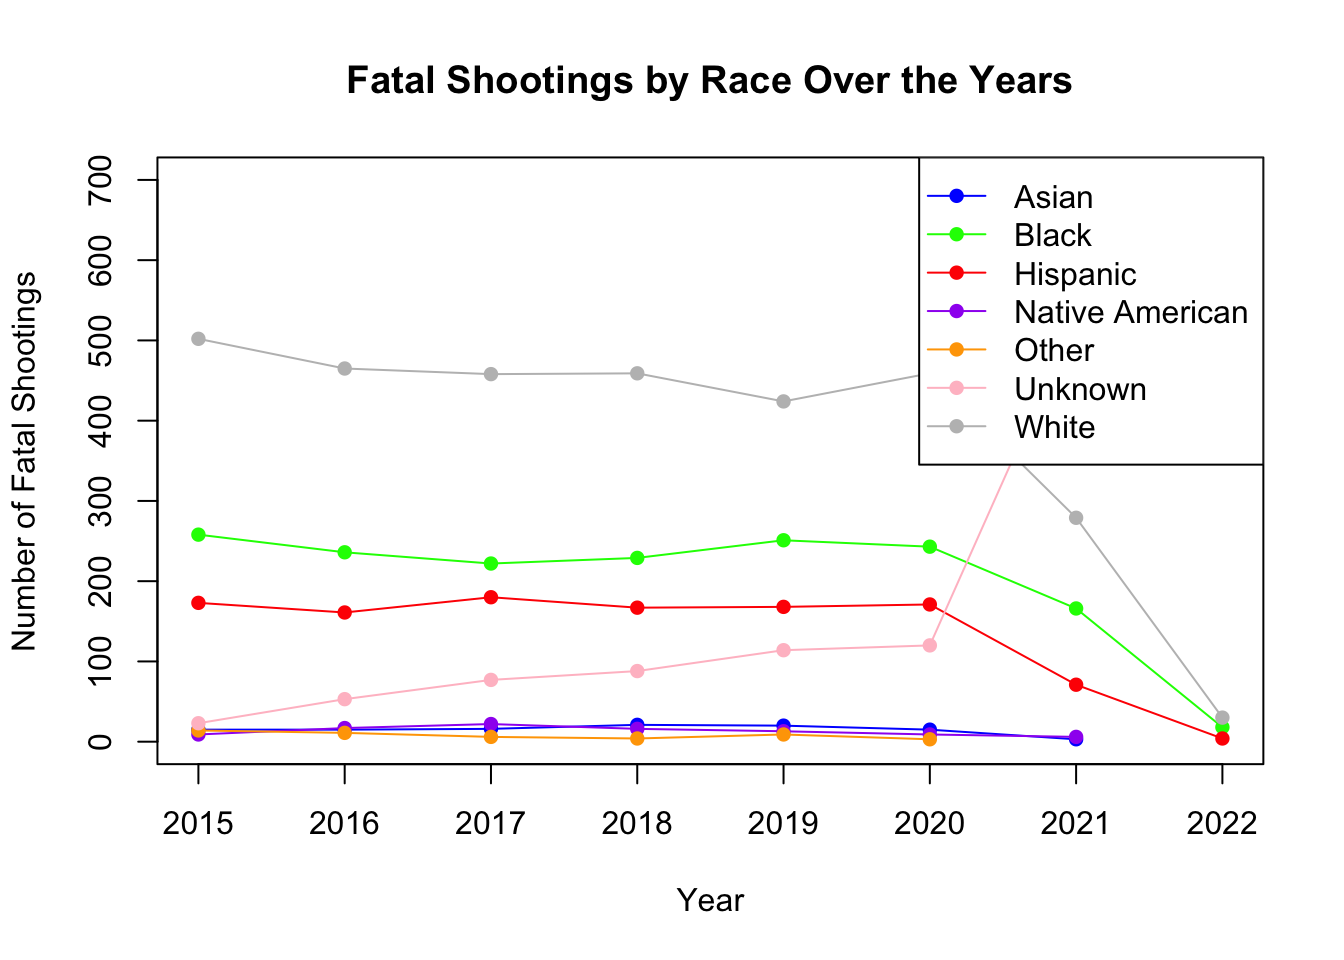 Fatal Shootings by Race Over the Years
Number of Fatal Shootings
700
600
500
400
300
200
100
0
Asian
Black
Hispanic
Native American
Other
Unknown
White
2015 2016 2017 2018 2019 2020 2021 2022
Year